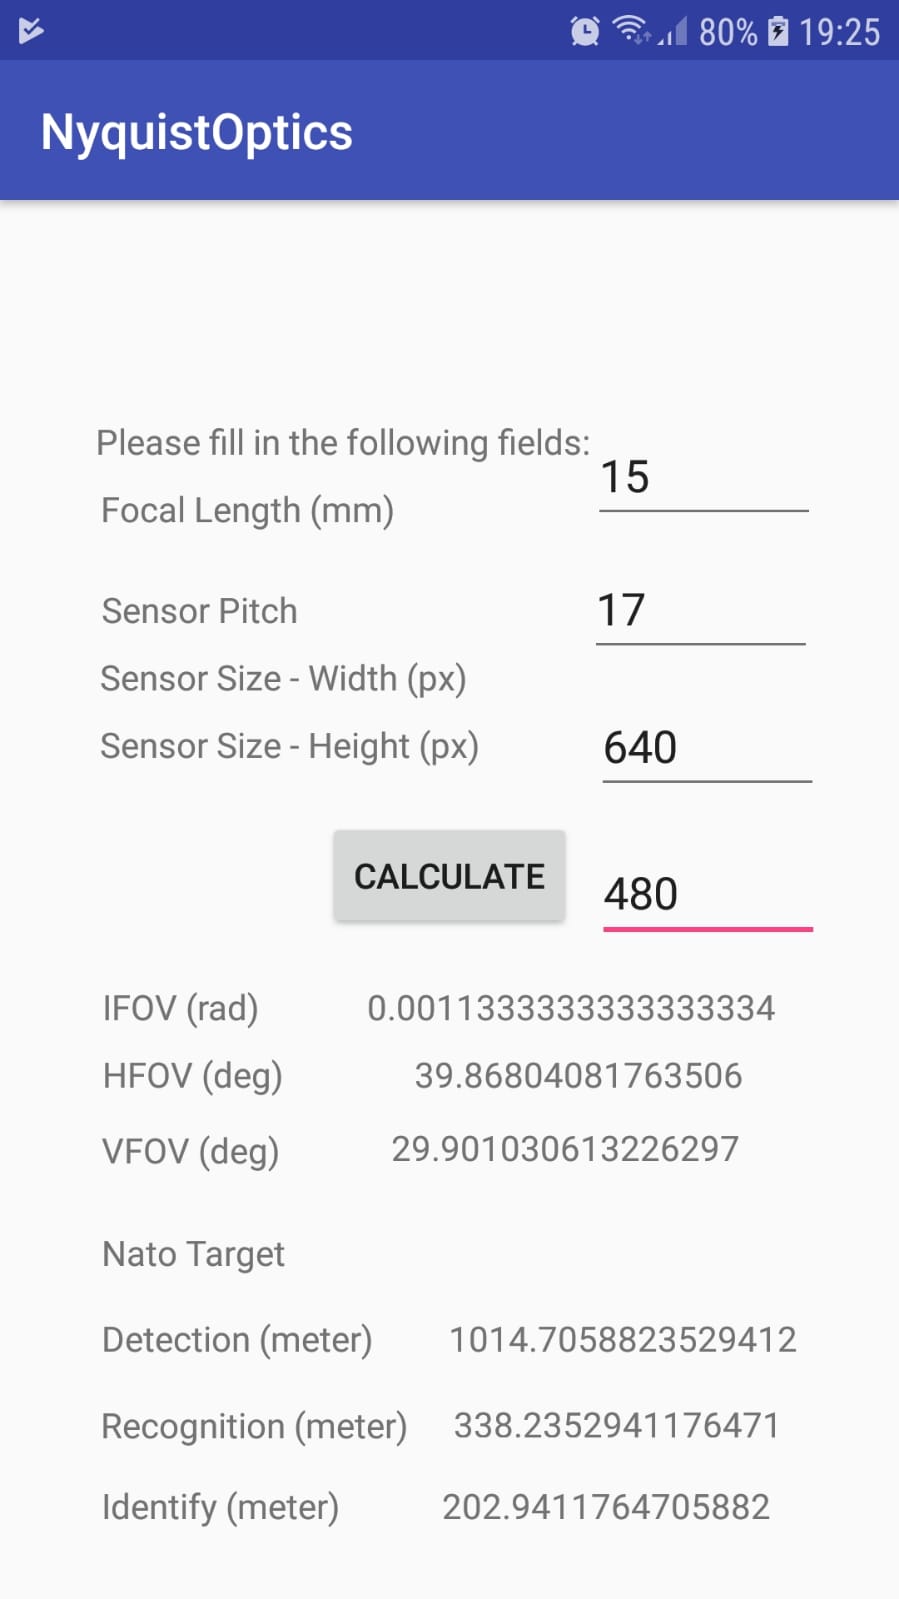 80% 19:25
NyquistOptics
Please fill in the following fields:
Focal Length (mm) 15
Sensor Pitch 17
Sensor Size - Width (px)
Sensor Size - Height (px) 640
CALCULATE 480
IFOV (rad) 0.0011333333333333334
HFOV (deg) 39.86804081763506
VFOV (deg) 29.901030613226297
Nato Target
Detection (meter) 1014.7058823529412
Recognition (meter) 338.2352941176471
Identify (meter) 202.9411764705882